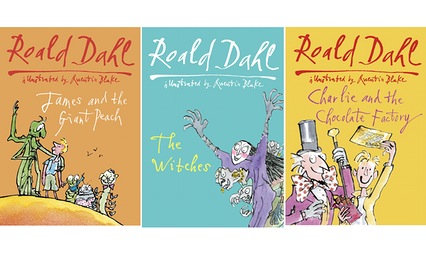 Roald Dahl
illustrated by Quentin Blake
James and the
Giant Peach
Roald Dahl
illustrated by Quentin Blake
The
Witches
Roald Dahl
illustrated by Quentin Blake
Charlie and the
Chocolate Factory